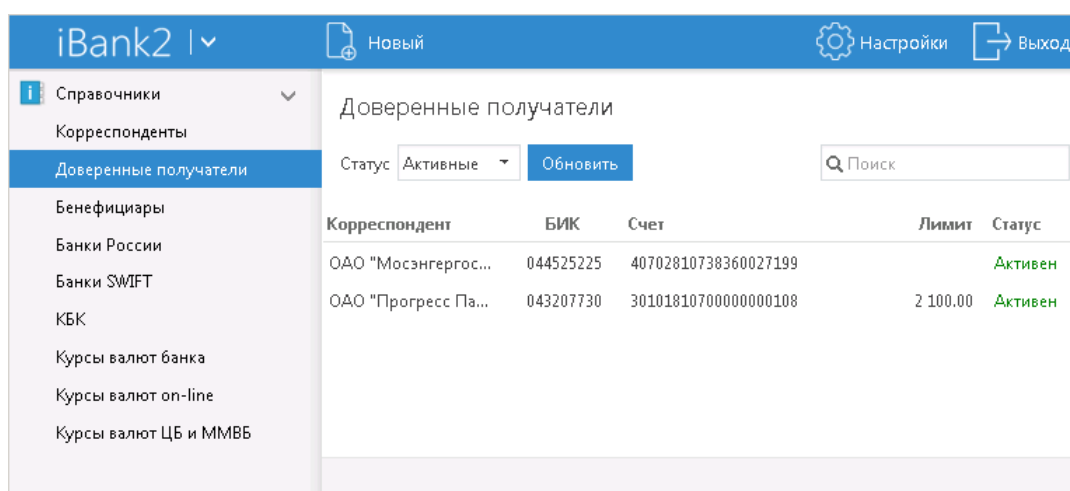 iBank2
Новый
Настройки
Выход
Справочники
Корреспонденты
Доверенные получатели
Бенефициары
Банки России
Банки SWIFT
КБК
Курсы валют банка
Курсы валют on-line
Курсы валют ЦБ и ММВБ
Доверенные получатели
Статус Активные Обновить Поиск
Корреспондент БИК Счет Лимит Статус
ОАО "Мосэнергос... 044525225 40702810738360027199 Активен
ОАО "Прогресс Па... 043207730 30101810700000000108 2 100.00 Активен